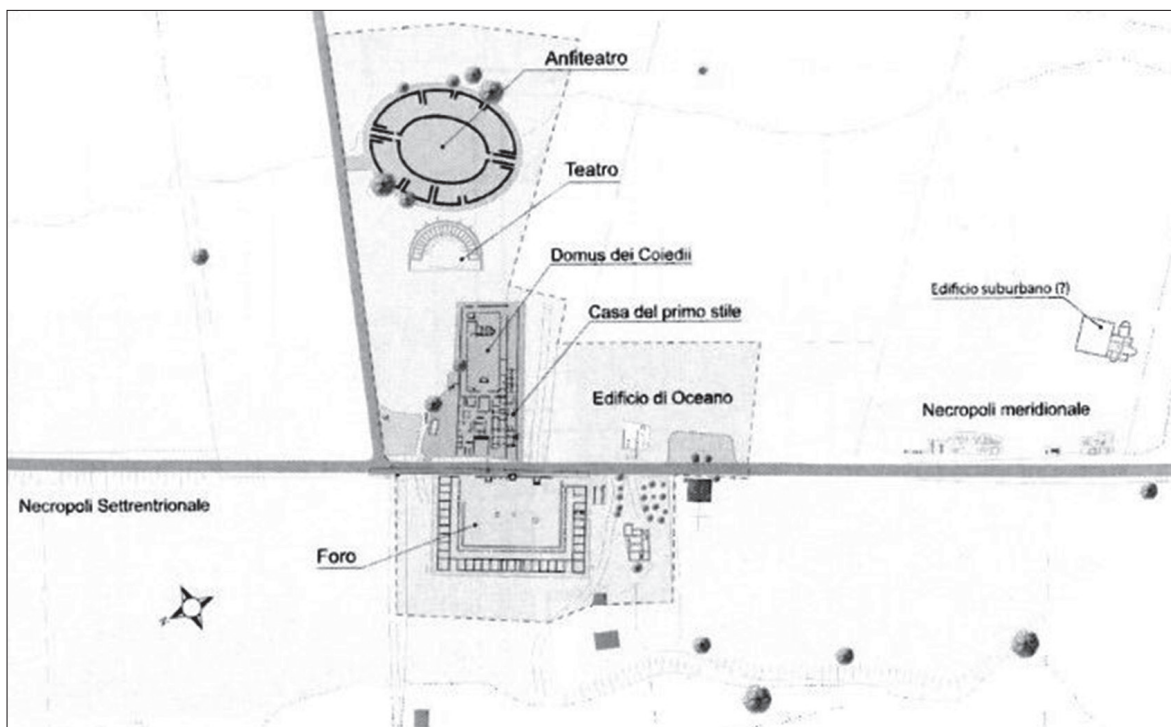 Anfiteatro
Teatro
Domus dei Coiedii
Edificio suburbano (?)
Casa del primo stile
Edificio di Oceano
Necropoli meridionale
Necropoli Settrentrionale
Foro